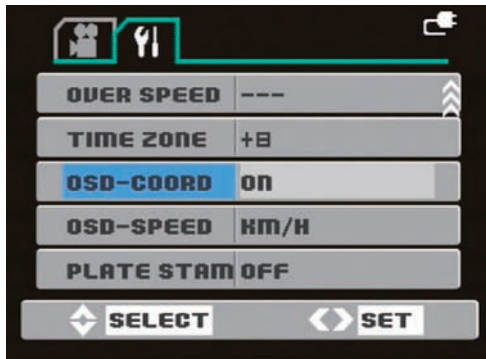 OVER SPEED ---
TIME ZONE +8
OSD-COORD ON
OSD-SPEED KM/H
PLATE STAM OFF
SELECT SET